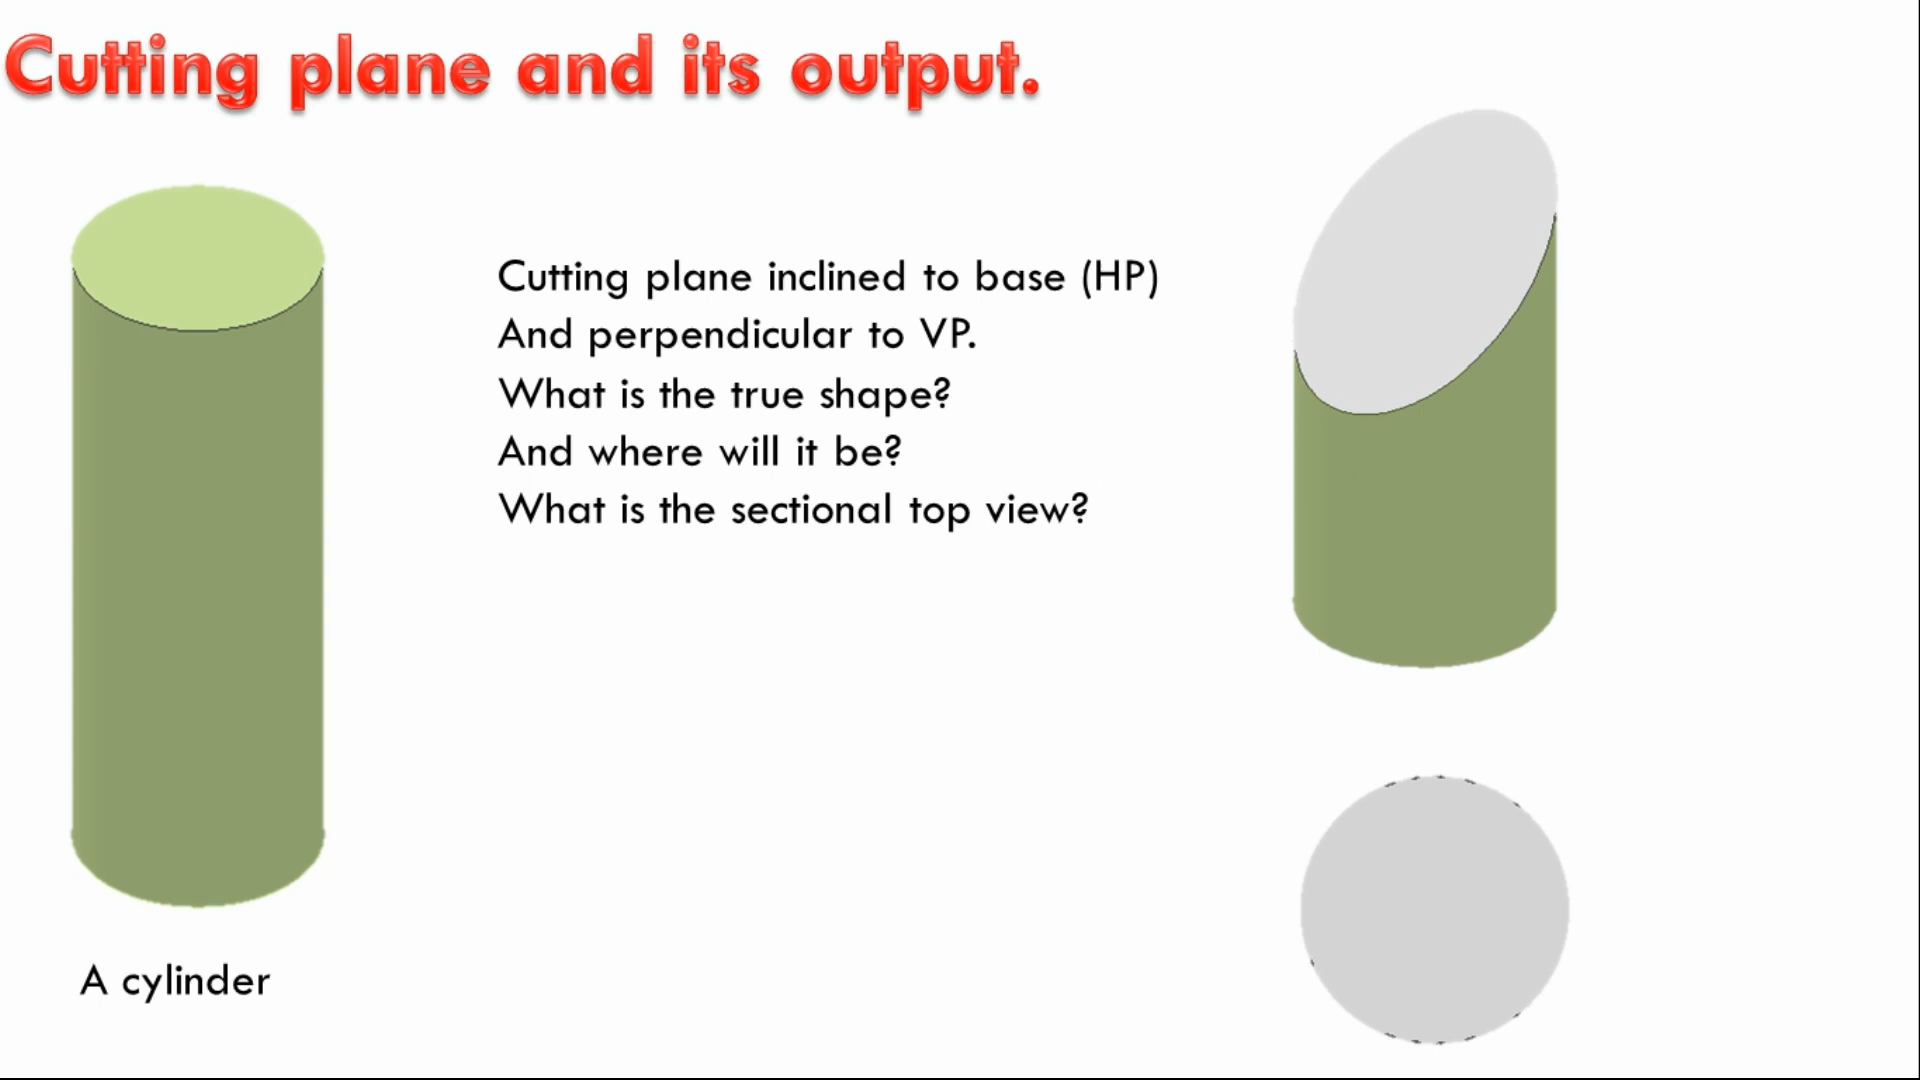 Cutting plane and its output.
Cutting plane inclined to base (HP)
And perpendicular to VP.
What is the true shape?
And where will it be?
What is the sectional top view?
A cylinder